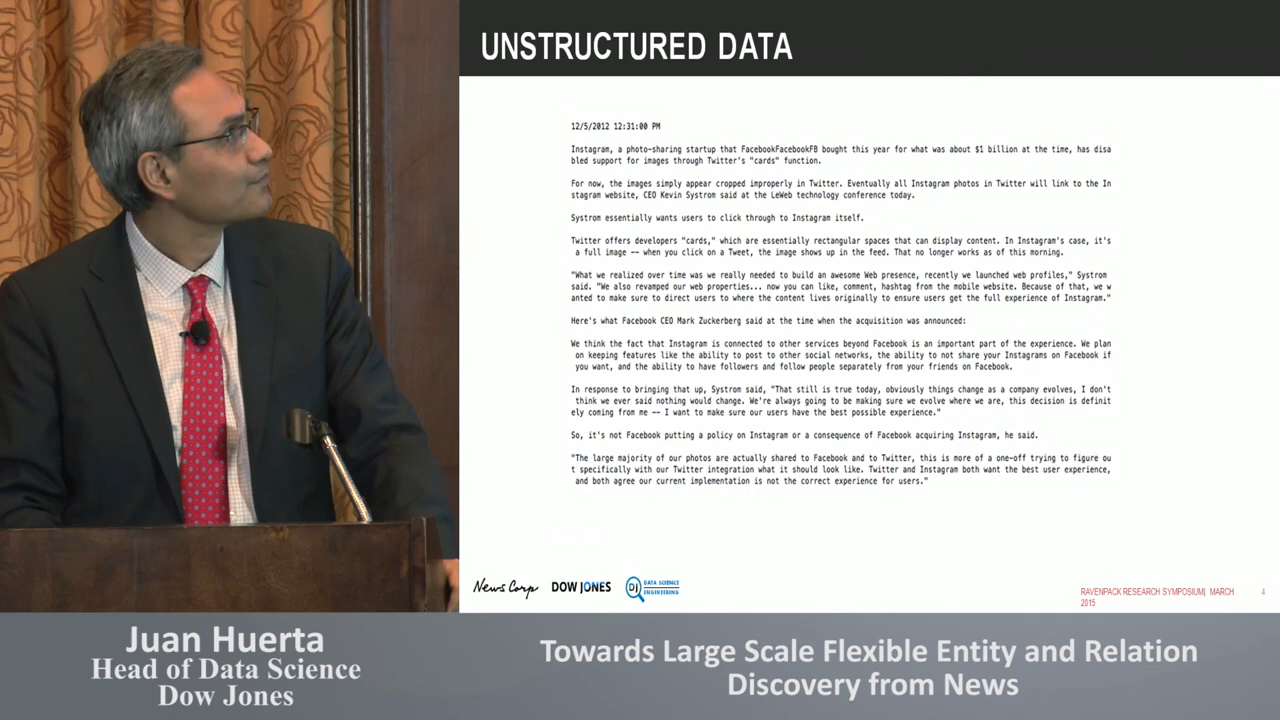 UNSTRUCTURED DATA
12/5/2012 12:31:00 PM
Instagram, a photo-sharing startup that FacebookFacebookFB bought this year for what was about $1 billion at the time, has disa
bled support for images through Twitter's "cards" function.
For now, the images simply appear cropped improperly in Twitter. Eventually all Instagram photos in Twitter will link to the In
stagram website, CEO Kevin Systrom said at the LeWeb technology conference today.
Systrom essentially wants users to click through to Instagram itself.
Twitter offers developers "cards," which are essentially rectangular spaces that can display content. In Instagram's case, it's
a full image -- when you click on a Tweet, the image shows up in the feed. That no longer works as of this morning.
"What we realized over time was we really needed to build an awesome Web presence, recently we launched web profiles," Systrom
said. "We also revamped our web properties... now you can like, comment, hashtag from the mobile website. Because of that, we w
anted to make sure to direct users to where the content lives originally to ensure users get the full experience of Instagram."
Here's what Facebook CEO Mark Zuckerberg said at the time when the acquisition was announced:
We think the fact that Instagram is connected to other services beyond Facebook is an important part of the experience. We plan
on keeping features like the ability to post to other social networks, the ability to not share your Instagrams on Facebook if
you want, and the ability to have followers and follow people separately from your friends on Facebook.
In response to bringing that up, Systrom said, "That still is true today, obviously things change as a company evolves, I don't
think we ever said nothing would change. We're always going to be making sure we evolve where we are, this decision is definit
ely coming from me -- I want to make sure our users have the best possible experience."
So, it's not Facebook putting a policy on Instagram or a consequence of Facebook acquiring Instagram, he said.
"The large majority of our photos are actually shared to Facebook and to Twitter, this is more of a one-off trying to figure ou
t specifically with our Twitter integration what it should look like. Twitter and Instagram both want the best user experience,
and both agree our current implementation is not the correct experience for users."
News Corp DOW JONES DJ DATA SCIENCE
ENGINEERING
RAVENPACK RESEARCH SYMPOSIUM| MARCH
2015
4
Juan Huerta
Head of Data Science
Dow Jones
Towards Large Scale Flexible Entity and Relation
Discovery from News